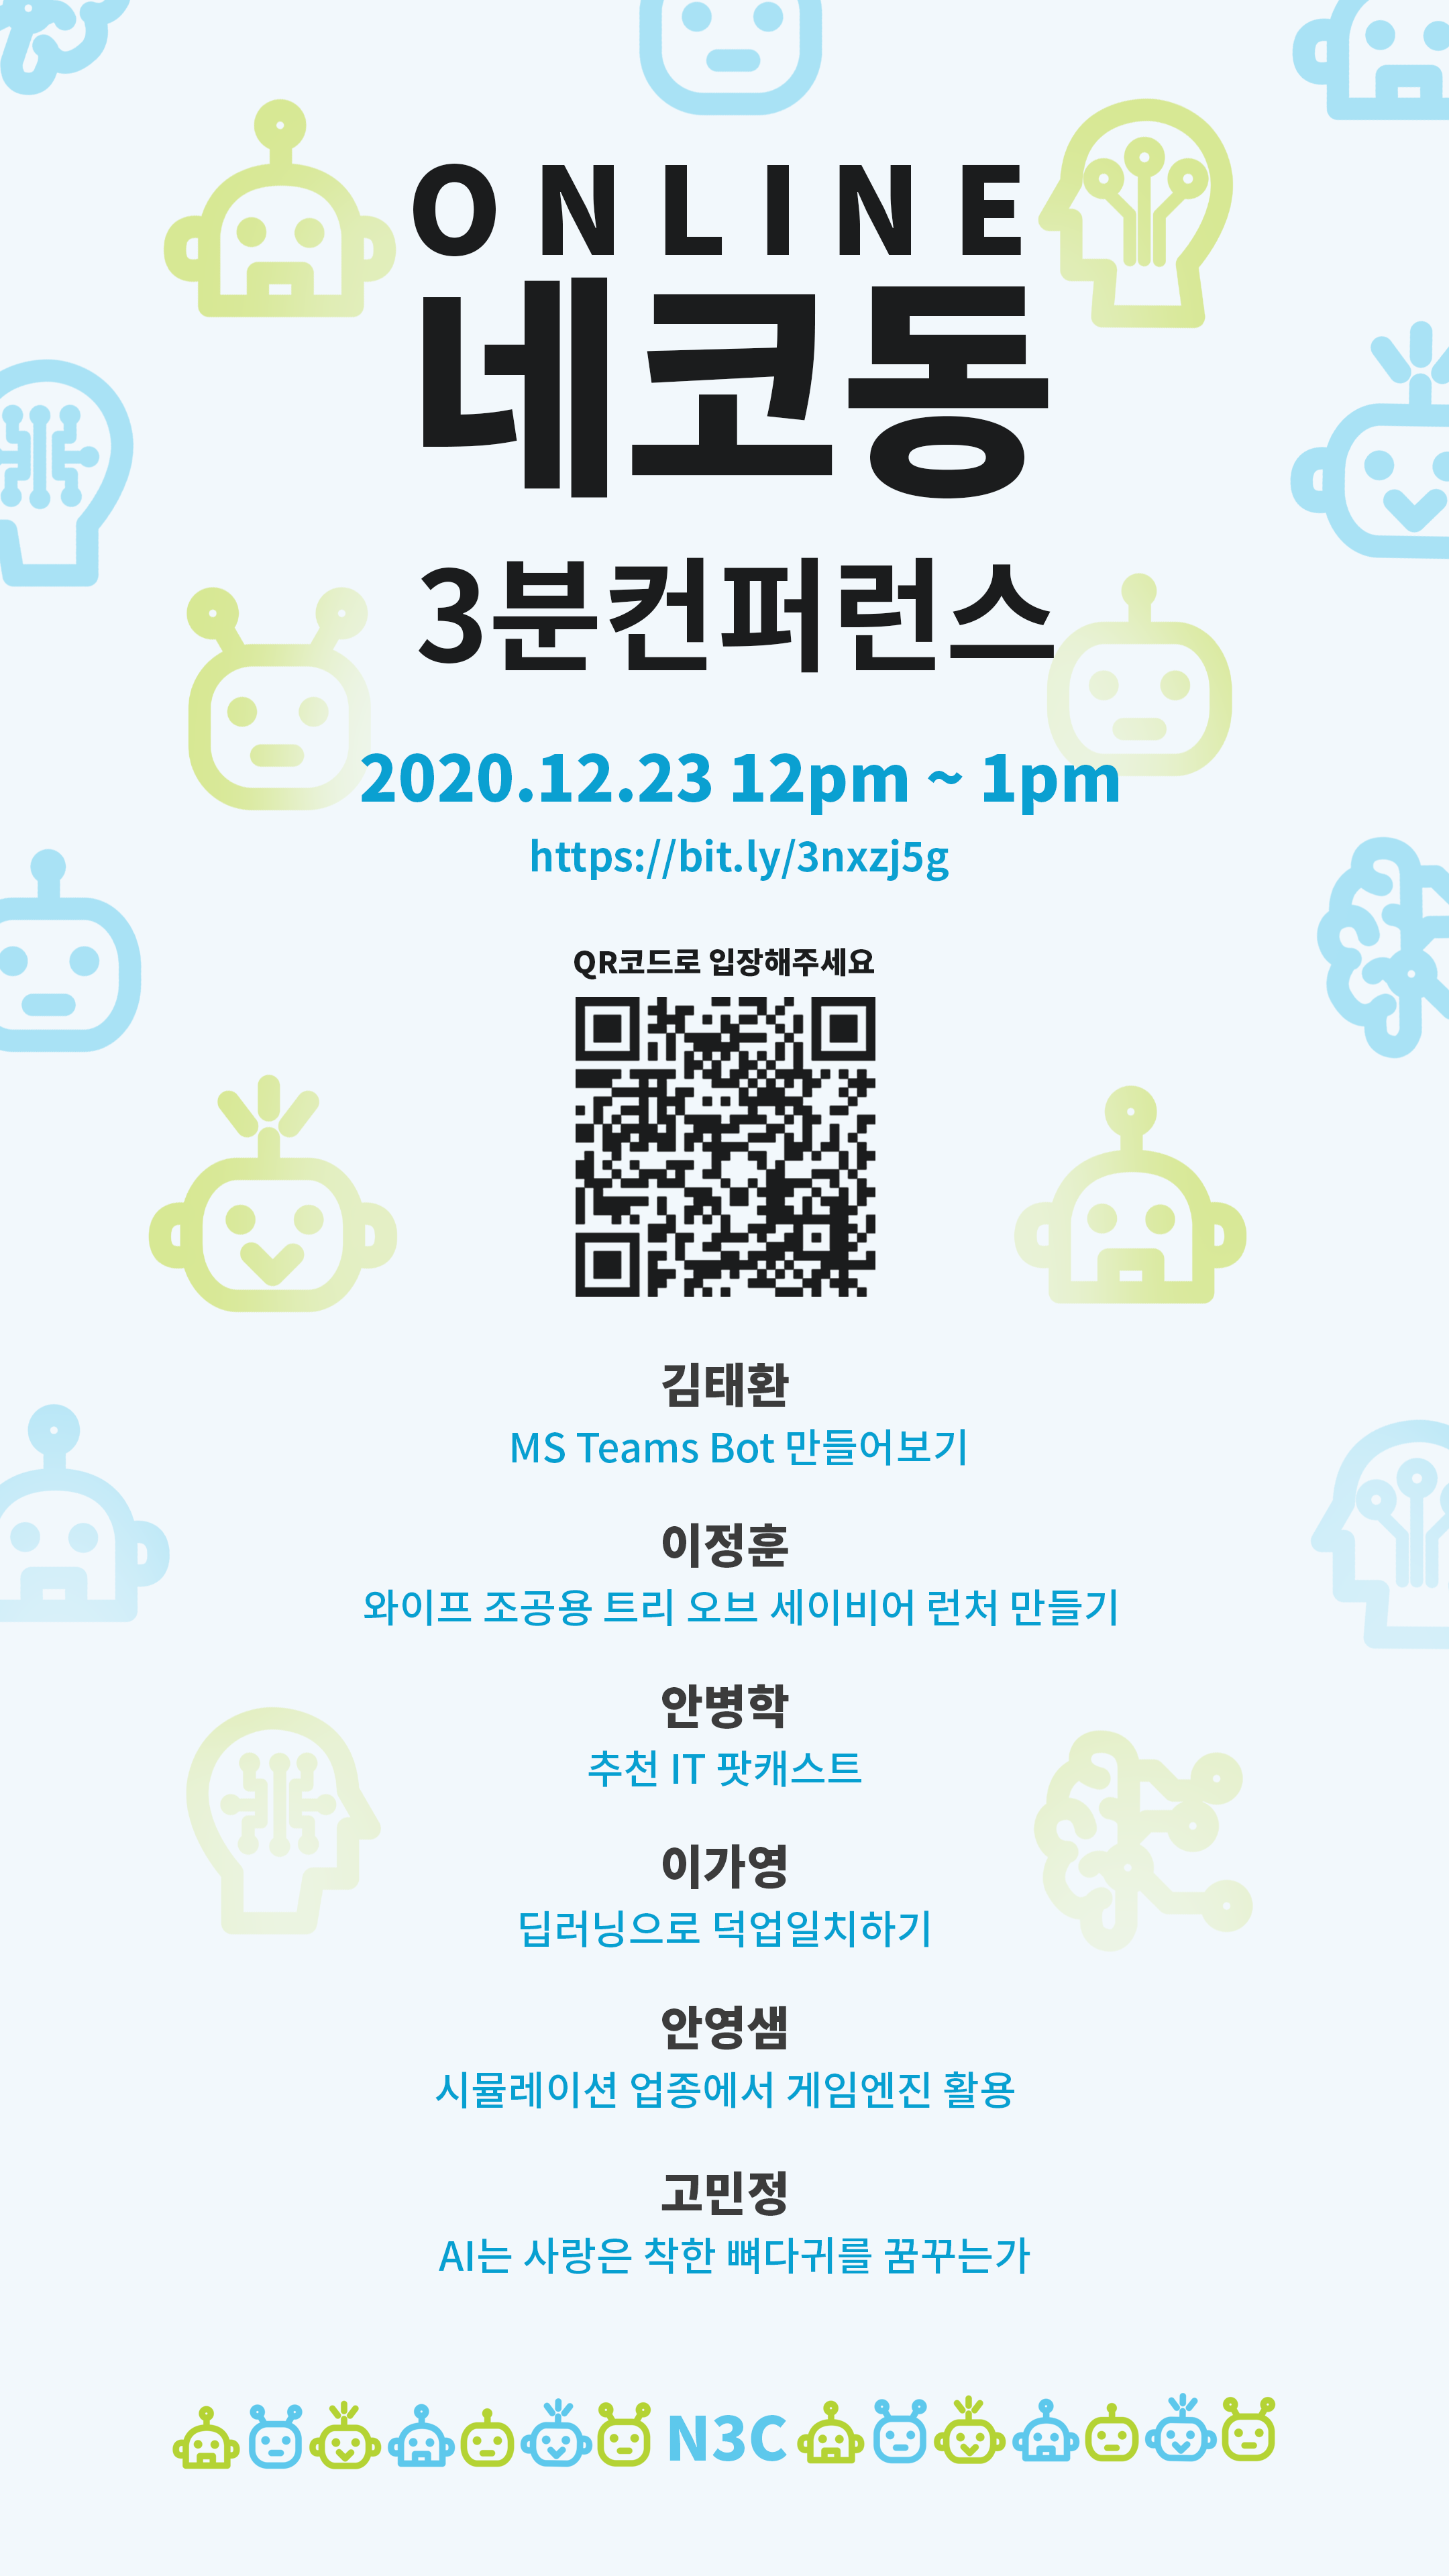 ONLINE
네코동
3분컨퍼런스
2020.12.23 12pm ~ 1pm
https://bit.ly/3nxzj5g
QR코드로 입장해주세요
김태환
MS Teams Bot 만들어보기
이정훈
와이프 조공용 트리 오브 세이비어 런처 만들기
안병학
추천 IT 팟캐스트
이가영
딥러닝으로 덕업일치하기
안영샘
시뮬레이션 업종에서 게임엔진 활용
고민정
AI는 사랑은 착한 뼈다귀를 꿈꾸는가
N3C